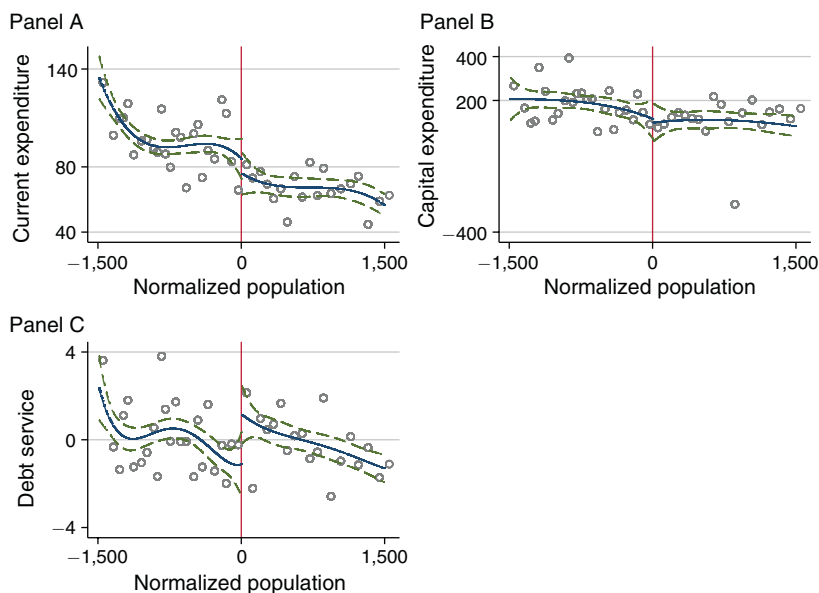 Panel A
Current expenditure
140
80
40
−1,500 0 1,500
Normalized population
Panel B
Capital expenditure
400
200
−400
−1,500 0 1,500
Normalized population
Panel C
Debt service
4
0
−4
−1,500 0 1,500
Normalized population